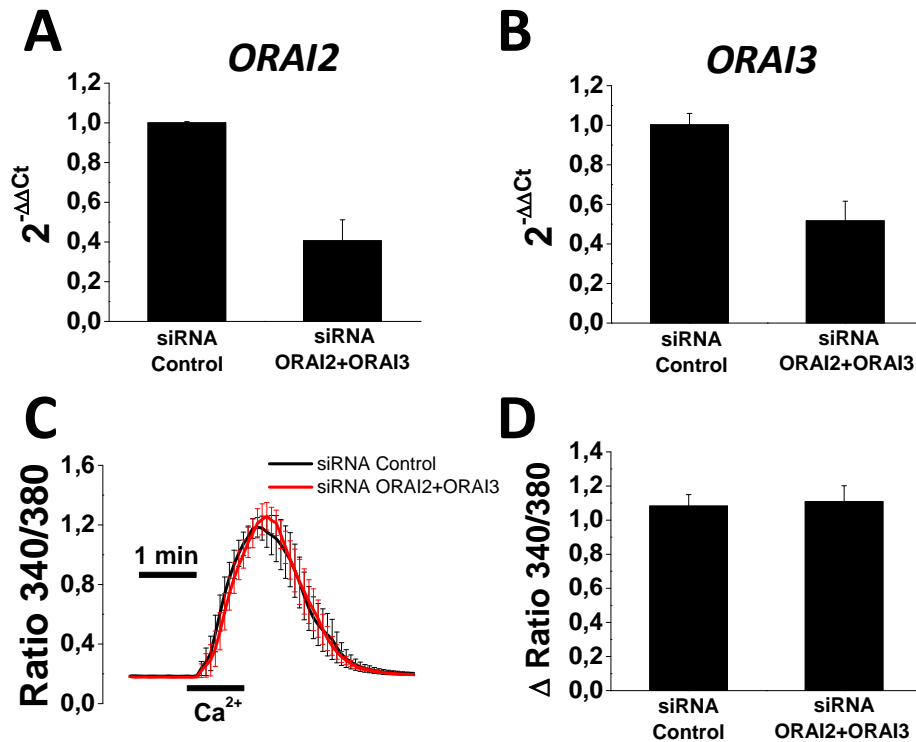 A
ORAI2
1,2
1,0
0,8
0,6
0,4
0,2
0,0
2^-ΔΔCt
siRNA
Control
siRNA
ORAI2+ORAI3
B
ORAI3
1,2
1,0
0,8
0,6
0,4
0,2
0,0
2^-ΔΔCt
siRNA
Control
siRNA
ORAI2+ORAI3
C
1,6
1,2
0,8
0,4
0,0
Ratio 340/380
siRNA Control
siRNA ORAI2+ORAI3
1 min
Ca²⁺
D
1,4
1,2
1,0
0,8
0,6
0,4
0,2
0,0
Δ Ratio 340/380
siRNA
Control
siRNA
ORAI2+ORAI3